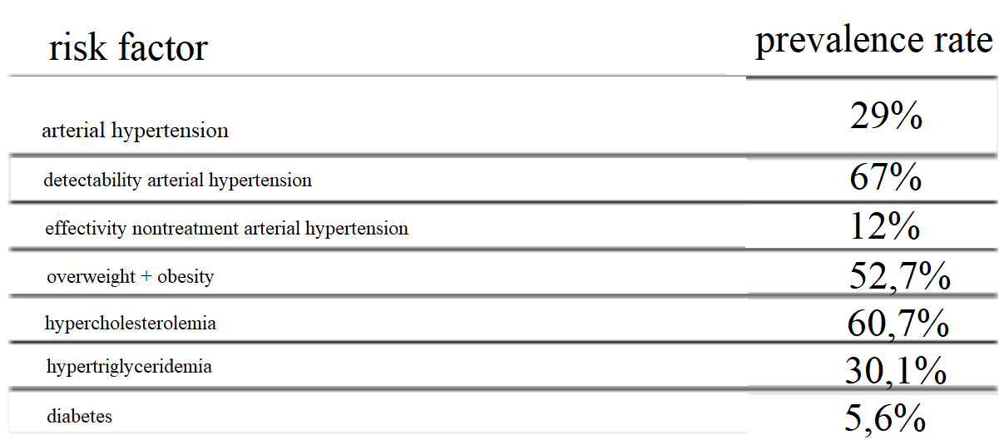 risk factor prevalence rate
arterial hypertension 29%
detectability arterial hypertension 67%
effectivity nontreatment arterial hypertension 12%
overweight + obesity 52,7%
hypercholesterolemia 60,7%
hypertriglyceridemia 30,1%
diabetes 5,6%